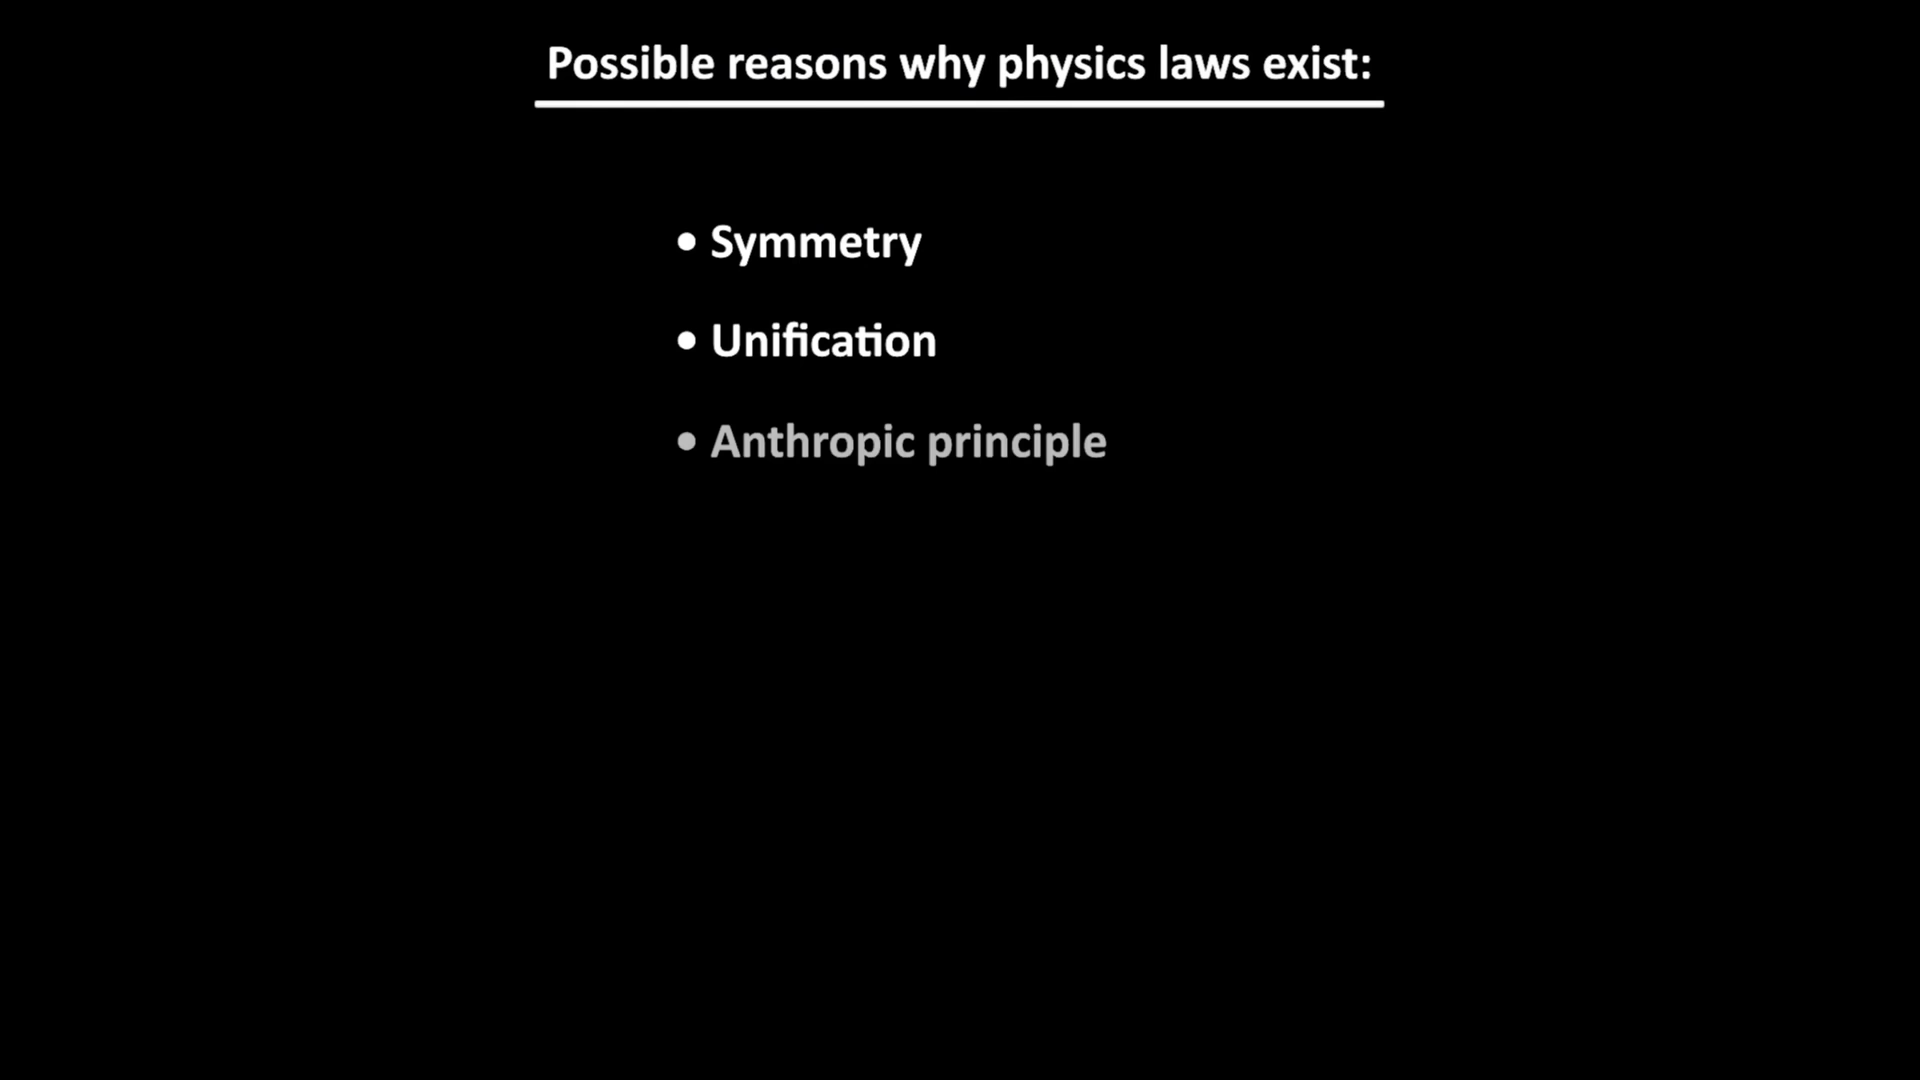 Possible reasons why physics laws exist:
• Symmetry
• Unification
• Anthropic principle